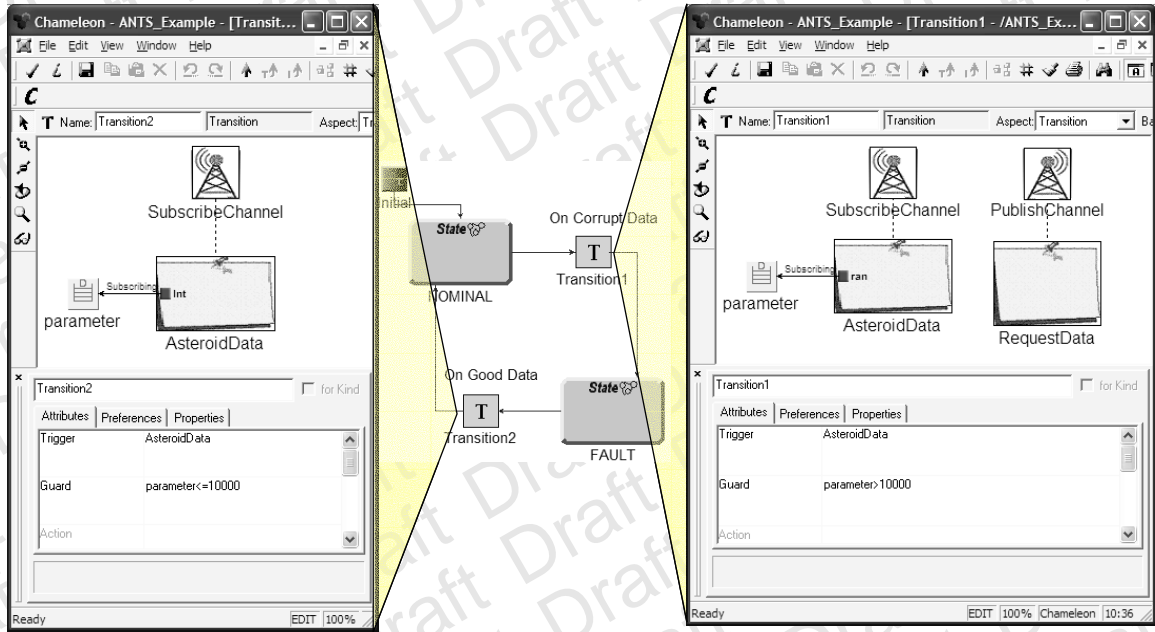 Chameleon - ANTS_Example - [Transit...
File Edit View Window Help
T Name: Transition2 Transition Aspect: Tr
SubscribeChannel
Subscribing
Int
parameter
AsteroidData
Transition2
for Kind
Attributes Preferences Properties
Trigger AsteroidData
Guard parameter<=10000
Action
Ready EDIT 100%
Initial
State
NOMINAL
On Corrupt Data
T
Transition1
On Good Data
T
Transition2
State
FAULT
Chameleon - ANTS_Example - [Transition1 - /ANTS_Ex...
File Edit View Window Help
T Name: Transition1 Transition Aspect: Transition Ba
SubscribeChannel PublishChannel
Subscribing
ran
parameter
AsteroidData
RequestData
Transition1
for Kind
Attributes Preferences Properties
Trigger AsteroidData
Guard parameter>10000
Action
Ready EDIT 100% Chameleon 10:36
Draft